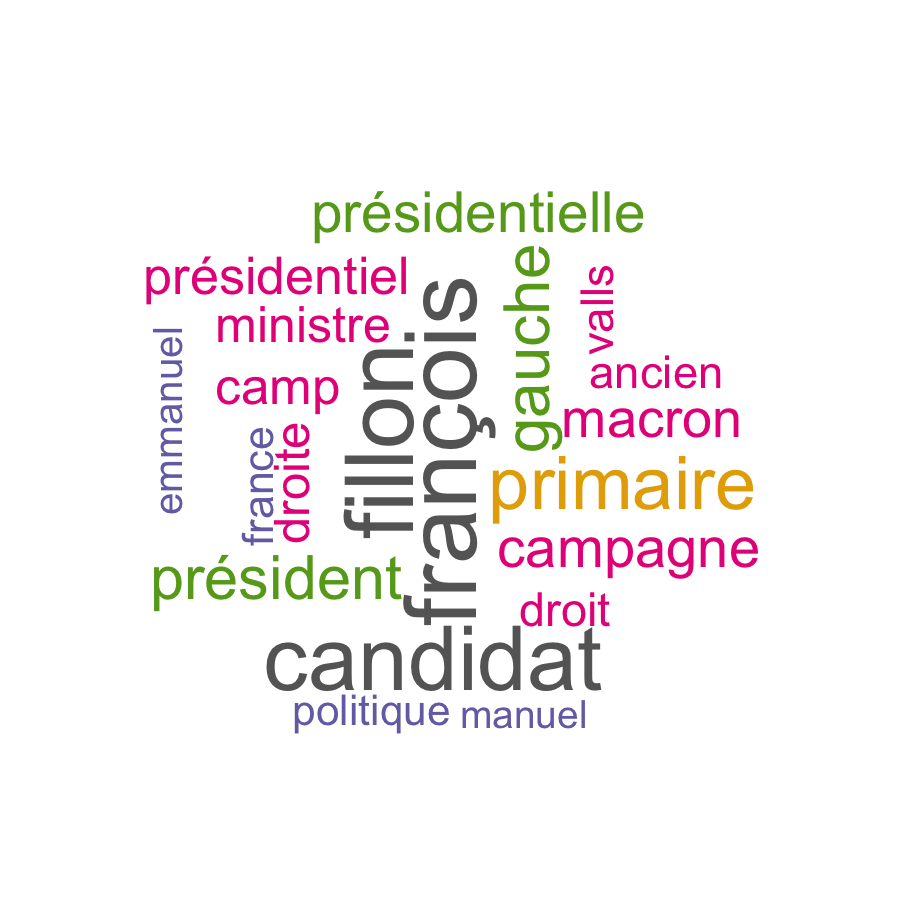 présidentielle
présidentiel
ministre
emmanuel
camp
france
droite
fillon
françois
gauche
valls
ancien
macron
primaire
campagne
président
droit
candidat
politique
manuel